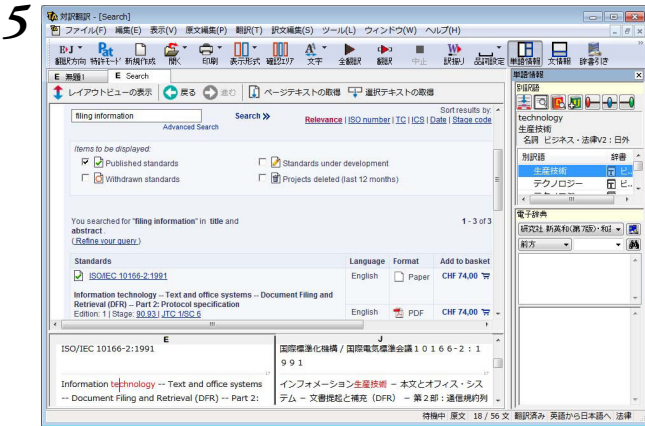 5
対訳翻訳 - [Search]
ファイル(F) 編集(E) 表示(V) 原文編集(P) 翻訳(T) 訳文編集(S) ツール(L) ウィンドウ(W) ヘルプ(H)
翻訳方向 特許モード 新規作成 開く 印刷 表示形式 確認エリア 文字 全翻訳 翻訳 中止 訳振り 品詞設定 単語情報 文情報 辞書引き
E 無題1 E Search
レイアウトビューの表示 戻る 進む ページテキストの取得 選択テキストの取得
filing information Search » Sort results by:
Advanced Search Relevance | ISO number | TC | ICS | Date | Stage code
Items to be displayed:
Published standards Standards under development
Withdrawn standards Projects deleted (last 12 months)
You searched for "filing information" in title and 1 - 3 of 3
abstract .
( Refine your query )
Standards Language Format Add to basket
ISO/IEC 10166-2:1991 English Paper CHF 74,00
Information technology -- Text and office systems -- Document Filing and
Retrieval (DFR) -- Part 2: Protocol specification
Edition: 1 | Stage: 90.93 | JTC 1/SC 6 English PDF CHF 74,00
E J
ISO/IEC 10166-2:1991
国際標準化機構 / 国際電気標準会議10166-2:1
991
Information technology -- Text and office systems
-- Document Filing and Retrieval (DFR) -- Part 2:
インフォメーション生産技術 – 本文とオフィス・シス
テム – 文書提起と補充（DFR） – 第2部：通信規約列
単語情報
別訳語
technology
生産技術
名詞 ビジネス・法律V2：日外
別訳語 辞書
生産技術 ビ...
テクノロジー ビ...
電子辞典
研究社 新英和(第7版)・和
前方
待機中 原文 18 / 56 文 翻訳済み 英語から日本語へ 法律